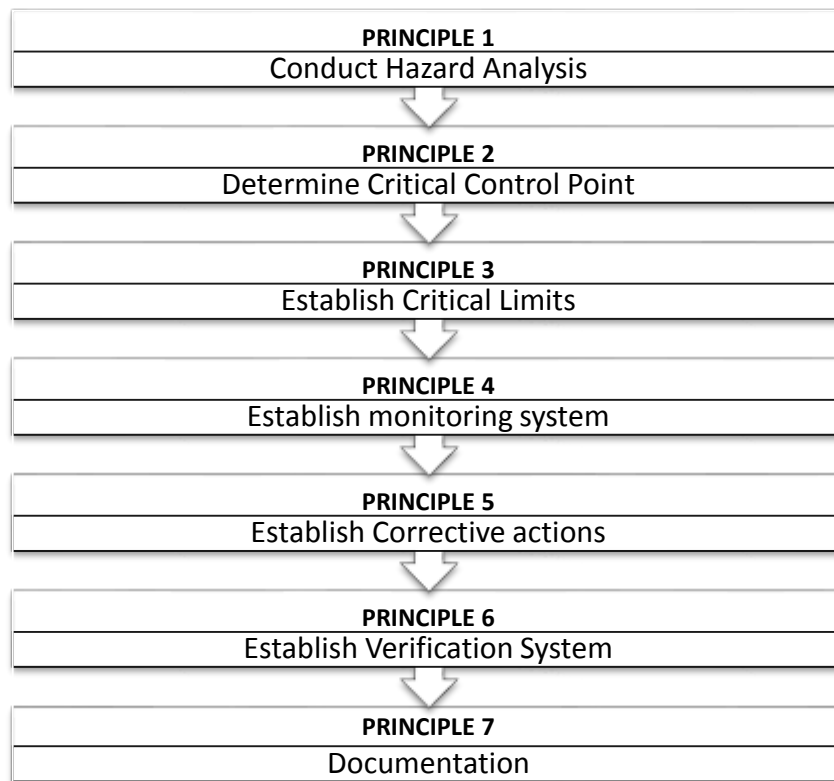 PRINCIPLE 1
Conduct Hazard Analysis
PRINCIPLE 2
Determine Critical Control Point
PRINCIPLE 3
Establish Critical Limits
PRINCIPLE 4
Establish monitoring system
PRINCIPLE 5
Establish Corrective actions
PRINCIPLE 6
Establish Verification System
PRINCIPLE 7
Documentation